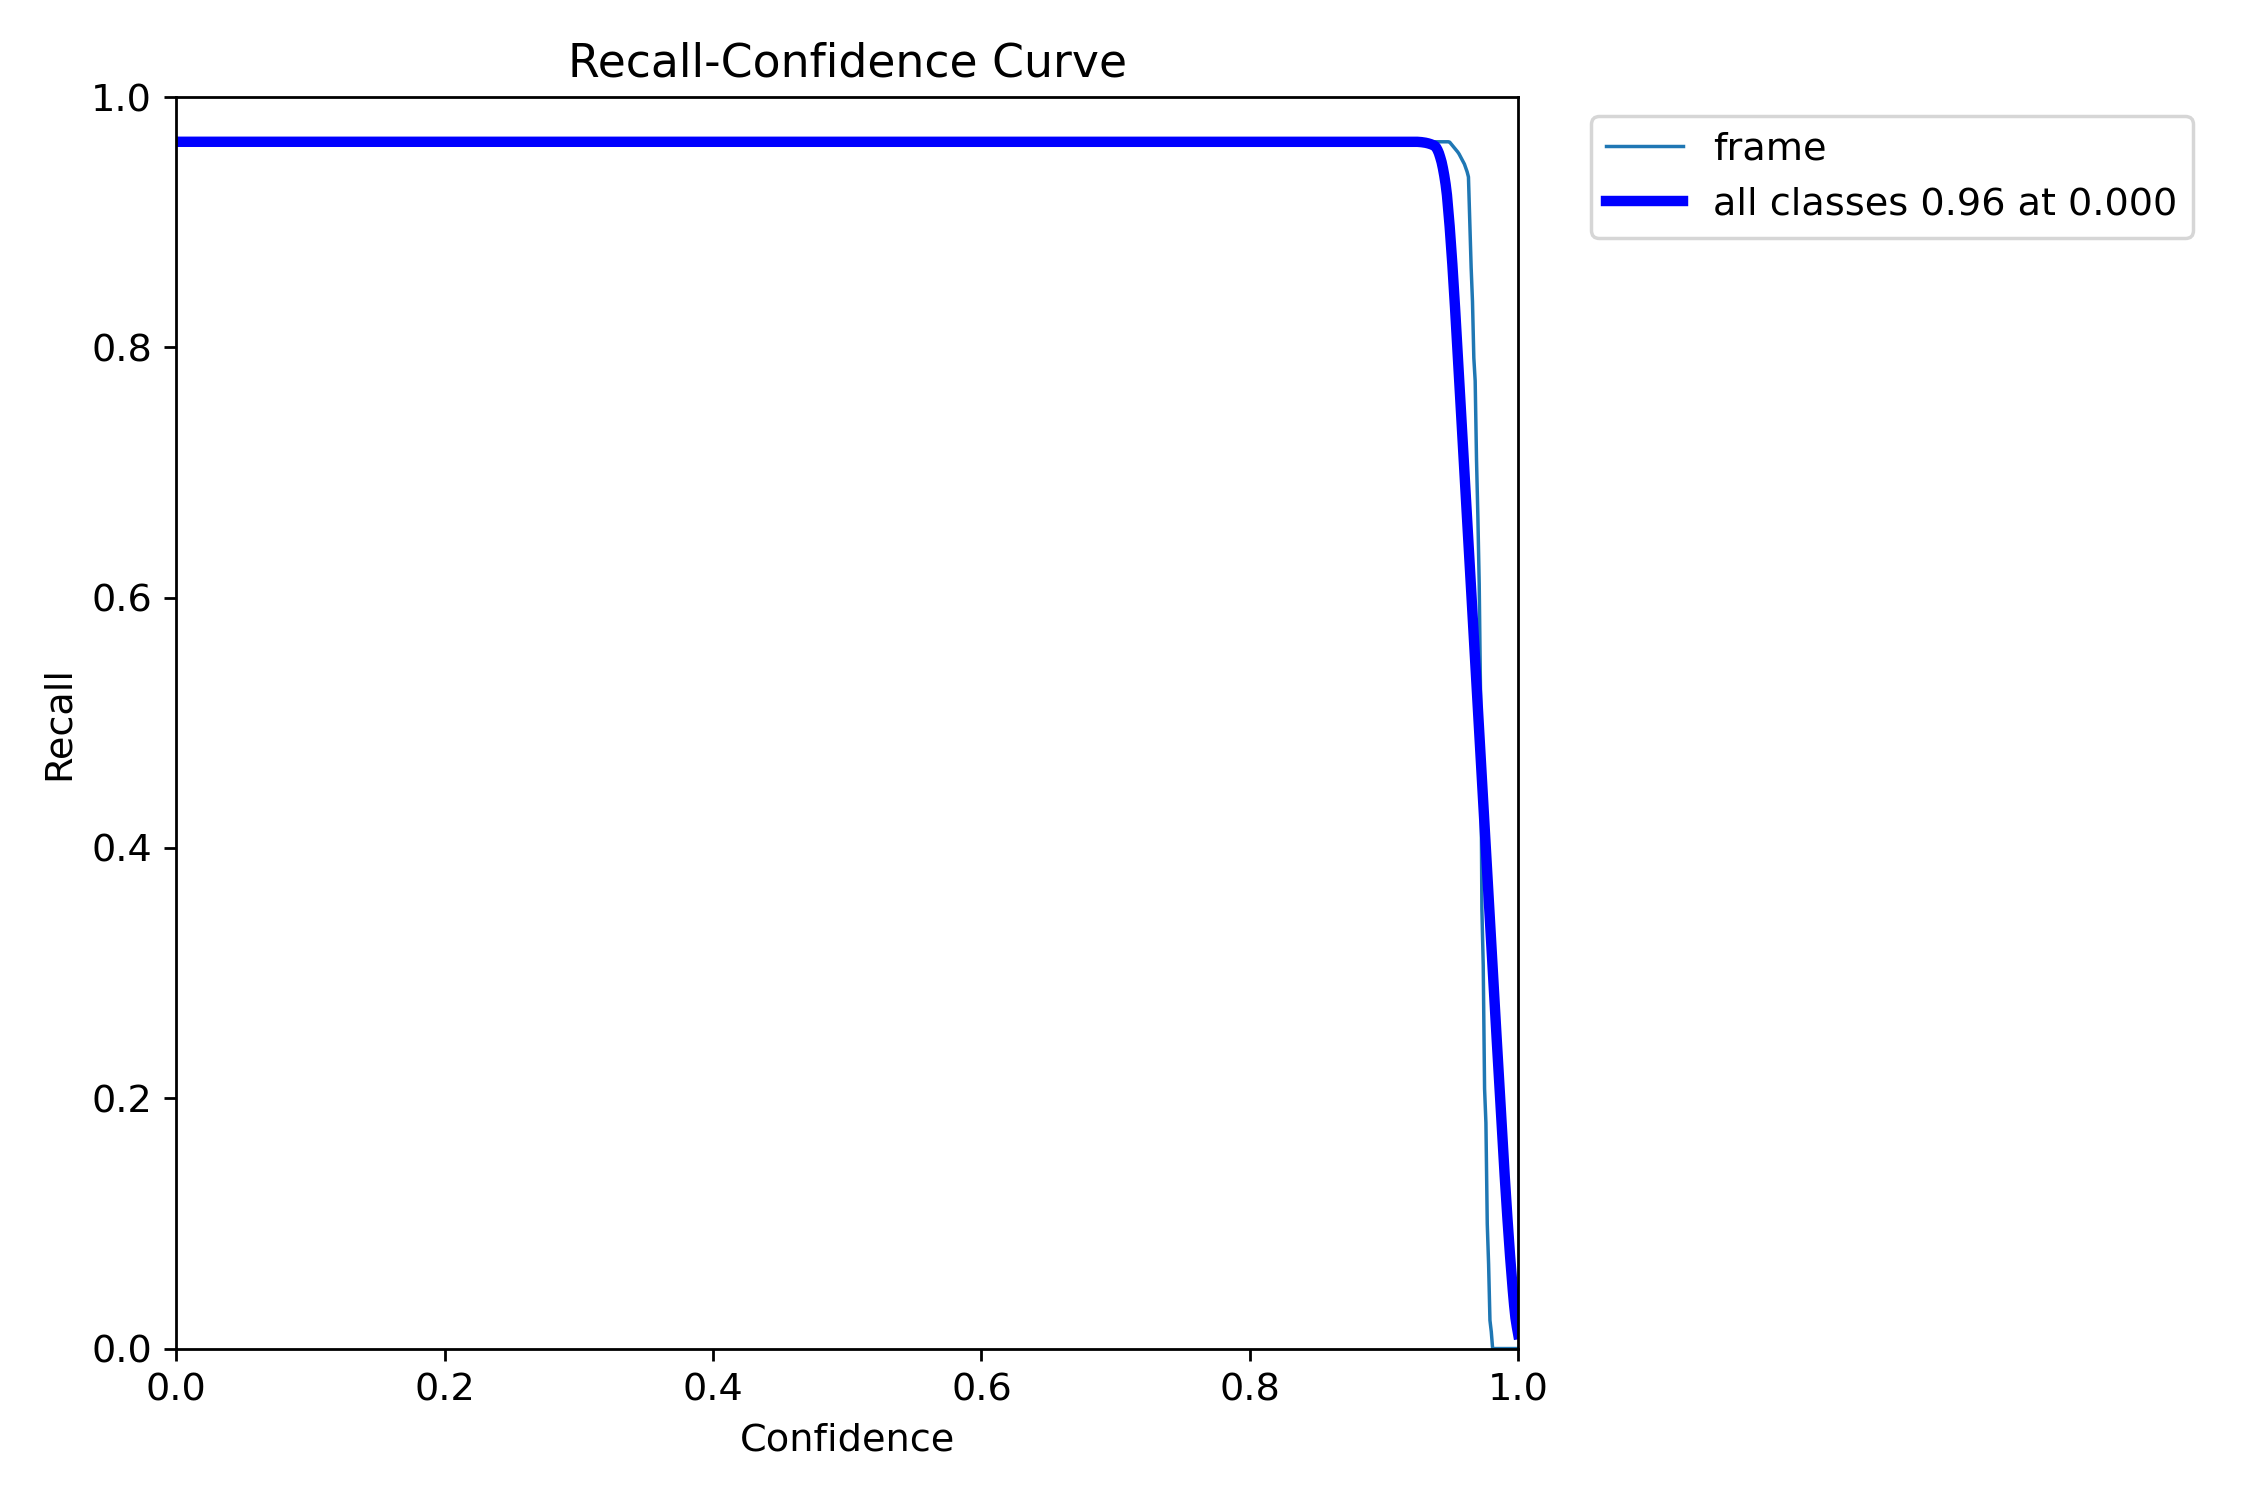 Recall-Confidence Curve
1.0
0.8
0.6
0.4
0.2
0.0
Recall
0.0 0.2 0.4 0.6 0.8 1.0
Confidence
frame
all classes 0.96 at 0.000